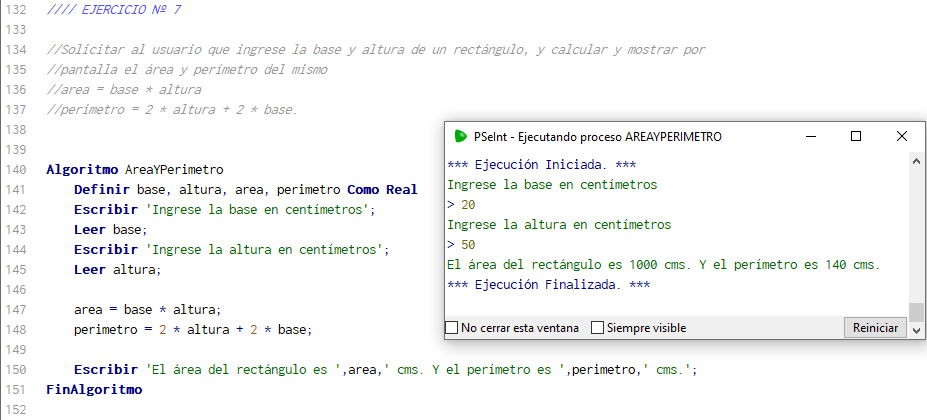 132 //// EJERCICIO Nº 7
133
134 //Solicitar al usuario que ingrese la base y altura de un rectángulo, y calcular y mostrar por
135 //pantalla el área y perímetro del mismo
136 //area = base * altura
137 //perimetro = 2 * altura + 2 * base.
138
139
140 Algoritmo AreaYPerimetro
141 Definir base, altura, area, perimetro Como Real
142 Escribir 'Ingrese la base en centímetros';
143 Leer base;
144 Escribir 'Ingrese la altura en centímetros';
145 Leer altura;
146
147 area = base * altura;
148 perimetro = 2 * altura + 2 * base;
149
150 Escribir 'El área del rectángulo es ',area,' cms. Y el perímetro es ',perimetro,' cms.';
151 FinAlgoritmo
152
PSeInt - Ejecutando proceso AREAYPERIMETRO
*** Ejecución Iniciada. ***
Ingrese la base en centímetros
> 20
Ingrese la altura en centímetros
> 50
El área del rectángulo es 1000 cms. Y el perímetro es 140 cms.
*** Ejecución Finalizada. ***
No cerrar esta ventana Siempre visible Reiniciar